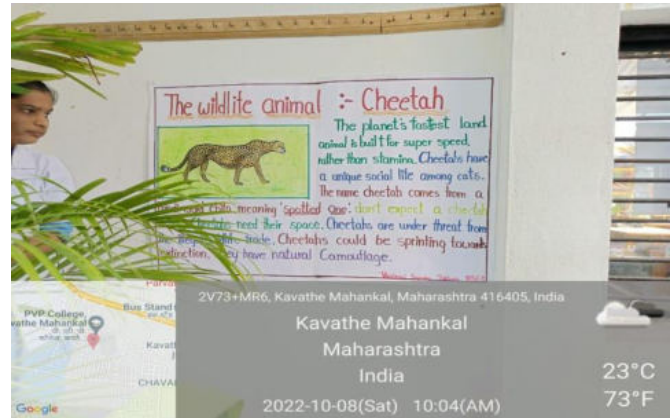 The wildlife animal :- Cheetah
The planet's fastest land
animal is built for super speed,
rather than stamina. Cheetahs have
a unique social life among cats.
The name cheetah comes from a
meaning 'spotted one'. don't expect a cheetah
need their space. Cheetahs are under threat from
trade. Cheetahs could be sprinting towards
extinction. They have natural Camouflage.
2V73+MR6, Kavathe Mahankal, Maharashtra 416405, India
Kavathe Mahankal
Maharashtra
India
2022-10-08(Sat) 10:04(AM)
23°C
73°F
PVP College
Bus Stand
Google